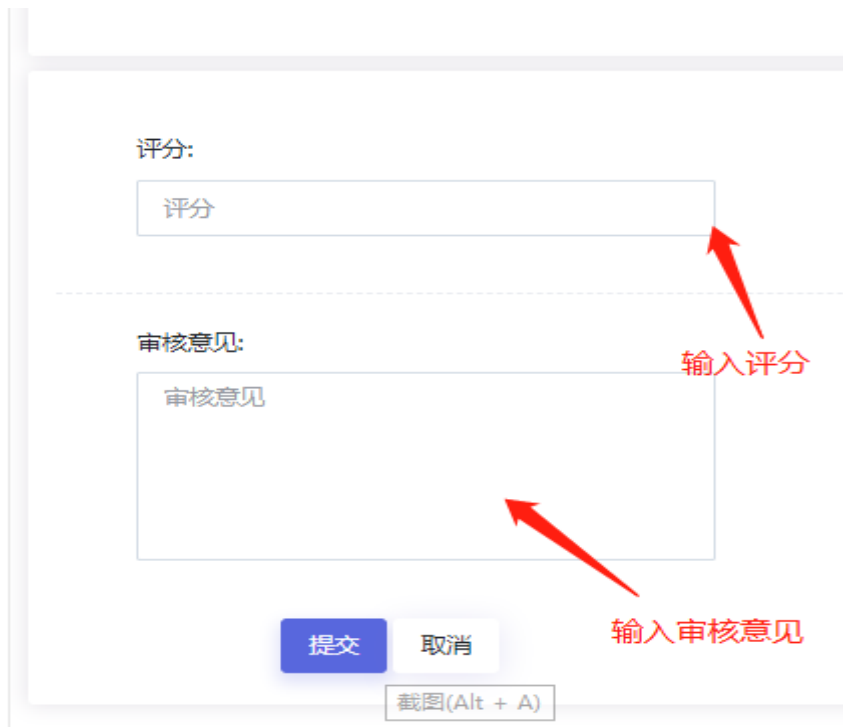 评分:
评分
输入评分
审核意见:
审核意见
输入审核意见
提交
取消
截图(Alt + A)